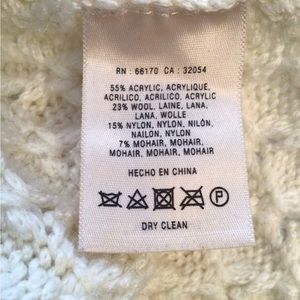 RN : 66170 CA : 32054
55% ACRYLIC, ACRYLIQUE,
ACRILICO, ACRILICO, ACRYLIC
23% WOOL, LAINE, LANA,
LANA, WOLLE
15% NYLON, NYLON, NILÓN,
NAILON, NYLON
7% MOHAIR, MOHAIR,
MOHAIR, MOHAIR, MOHAIR
HECHO EN CHINA
P
DRY CLEAN